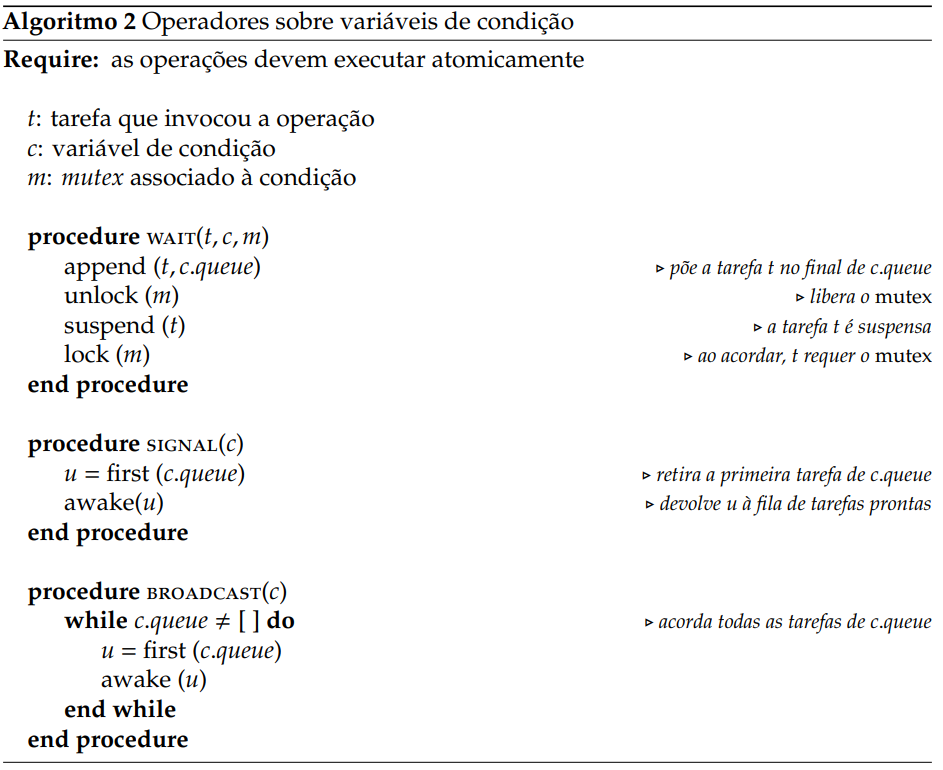 Algoritmo 2 Operadores sobre variáveis de condição
Require: as operações devem executar atomicamente
t: tarefa que invocou a operação
c: variável de condição
m: mutex associado à condição
procedure WAIT(t, c, m)
append (t, c.queue) ▹ põe a tarefa t no final de c.queue
unlock (m) ▹ libera o mutex
suspend (t) ▹ a tarefa t é suspensa
lock (m) ▹ ao acordar, t requer o mutex
end procedure
procedure SIGNAL(c)
u = first (c.queue) ▹ retira a primeira tarefa de c.queue
awake(u) ▹ devolve u à fila de tarefas prontas
end procedure
procedure BROADCAST(c)
while c.queue ≠ [ ] do ▹ acorda todas as tarefas de c.queue
u = first (c.queue)
awake (u)
end while
end procedure